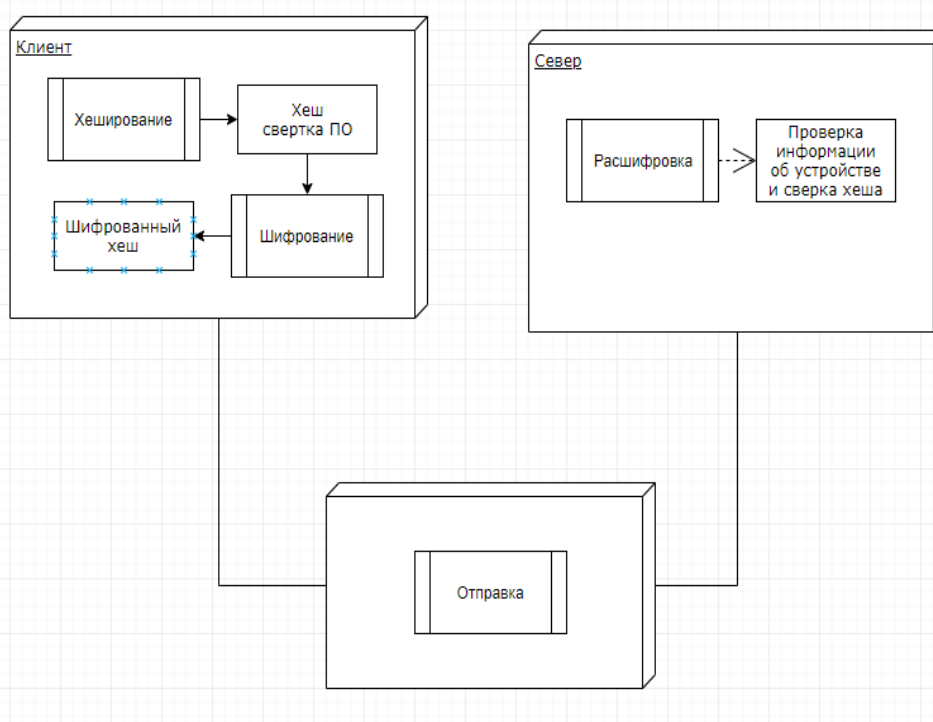 Клиент
Хеширование
Хеш
свертка ПО
Шифрованный
хеш
Шифрование
Север
Расшифровка
Проверка
информации
об устройстве
и сверка хеша
Отправка